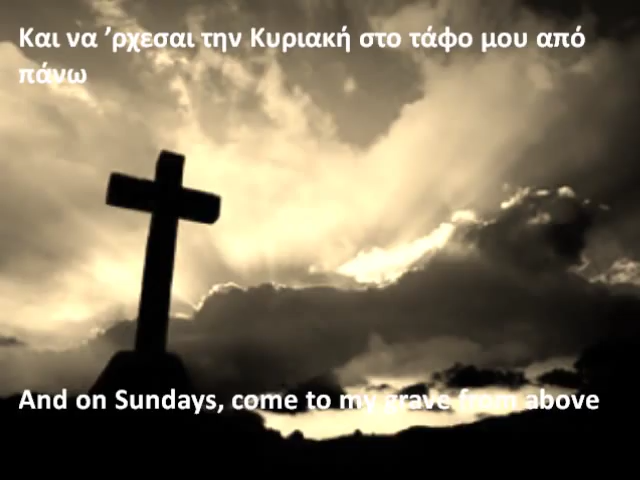 Και να ’ρχεσαι την Κυριακή στο τάφο μου από
πάνω
And on Sundays, come to my grave from above